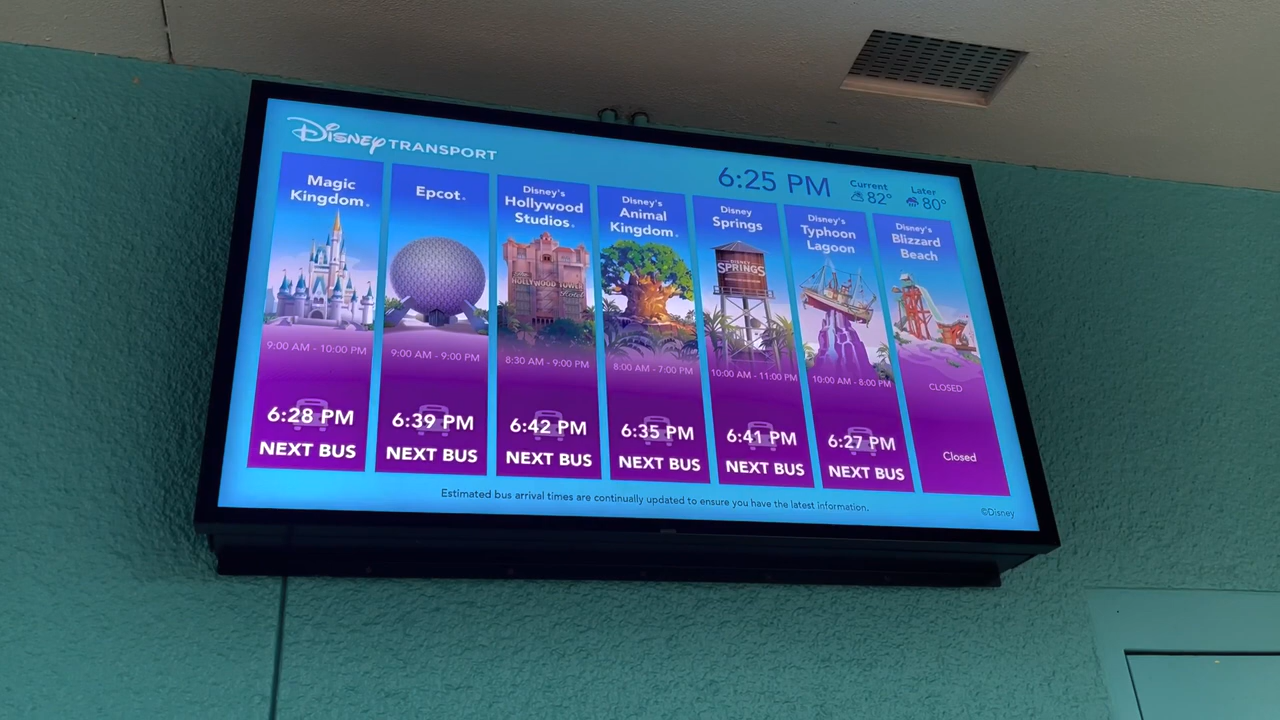 Disney TRANSPORT
6:25 PM
Current
82°
Later
80°
Magic
Kingdom®
9:00 AM - 10:00 PM
6:28 PM
NEXT BUS
Epcot®
9:00 AM - 9:00 PM
6:39 PM
NEXT BUS
Disney's
Hollywood
Studios®
HOLLYWOOD TOWER
Hotel
8:30 AM - 9:00 PM
6:42 PM
NEXT BUS
Disney's
Animal
Kingdom®
8:00 AM - 7:00 PM
6:35 PM
NEXT BUS
Disney
Springs
DISNEY
SPRINGS
10:00 AM - 11:00 PM
6:41 PM
NEXT BUS
Disney's
Typhoon
Lagoon
10:00 AM - 8:00 PM
6:27 PM
NEXT BUS
Disney's
Blizzard
Beach
CLOSED
Closed
Estimated bus arrival times are continually updated to ensure you have the latest information.
©Disney